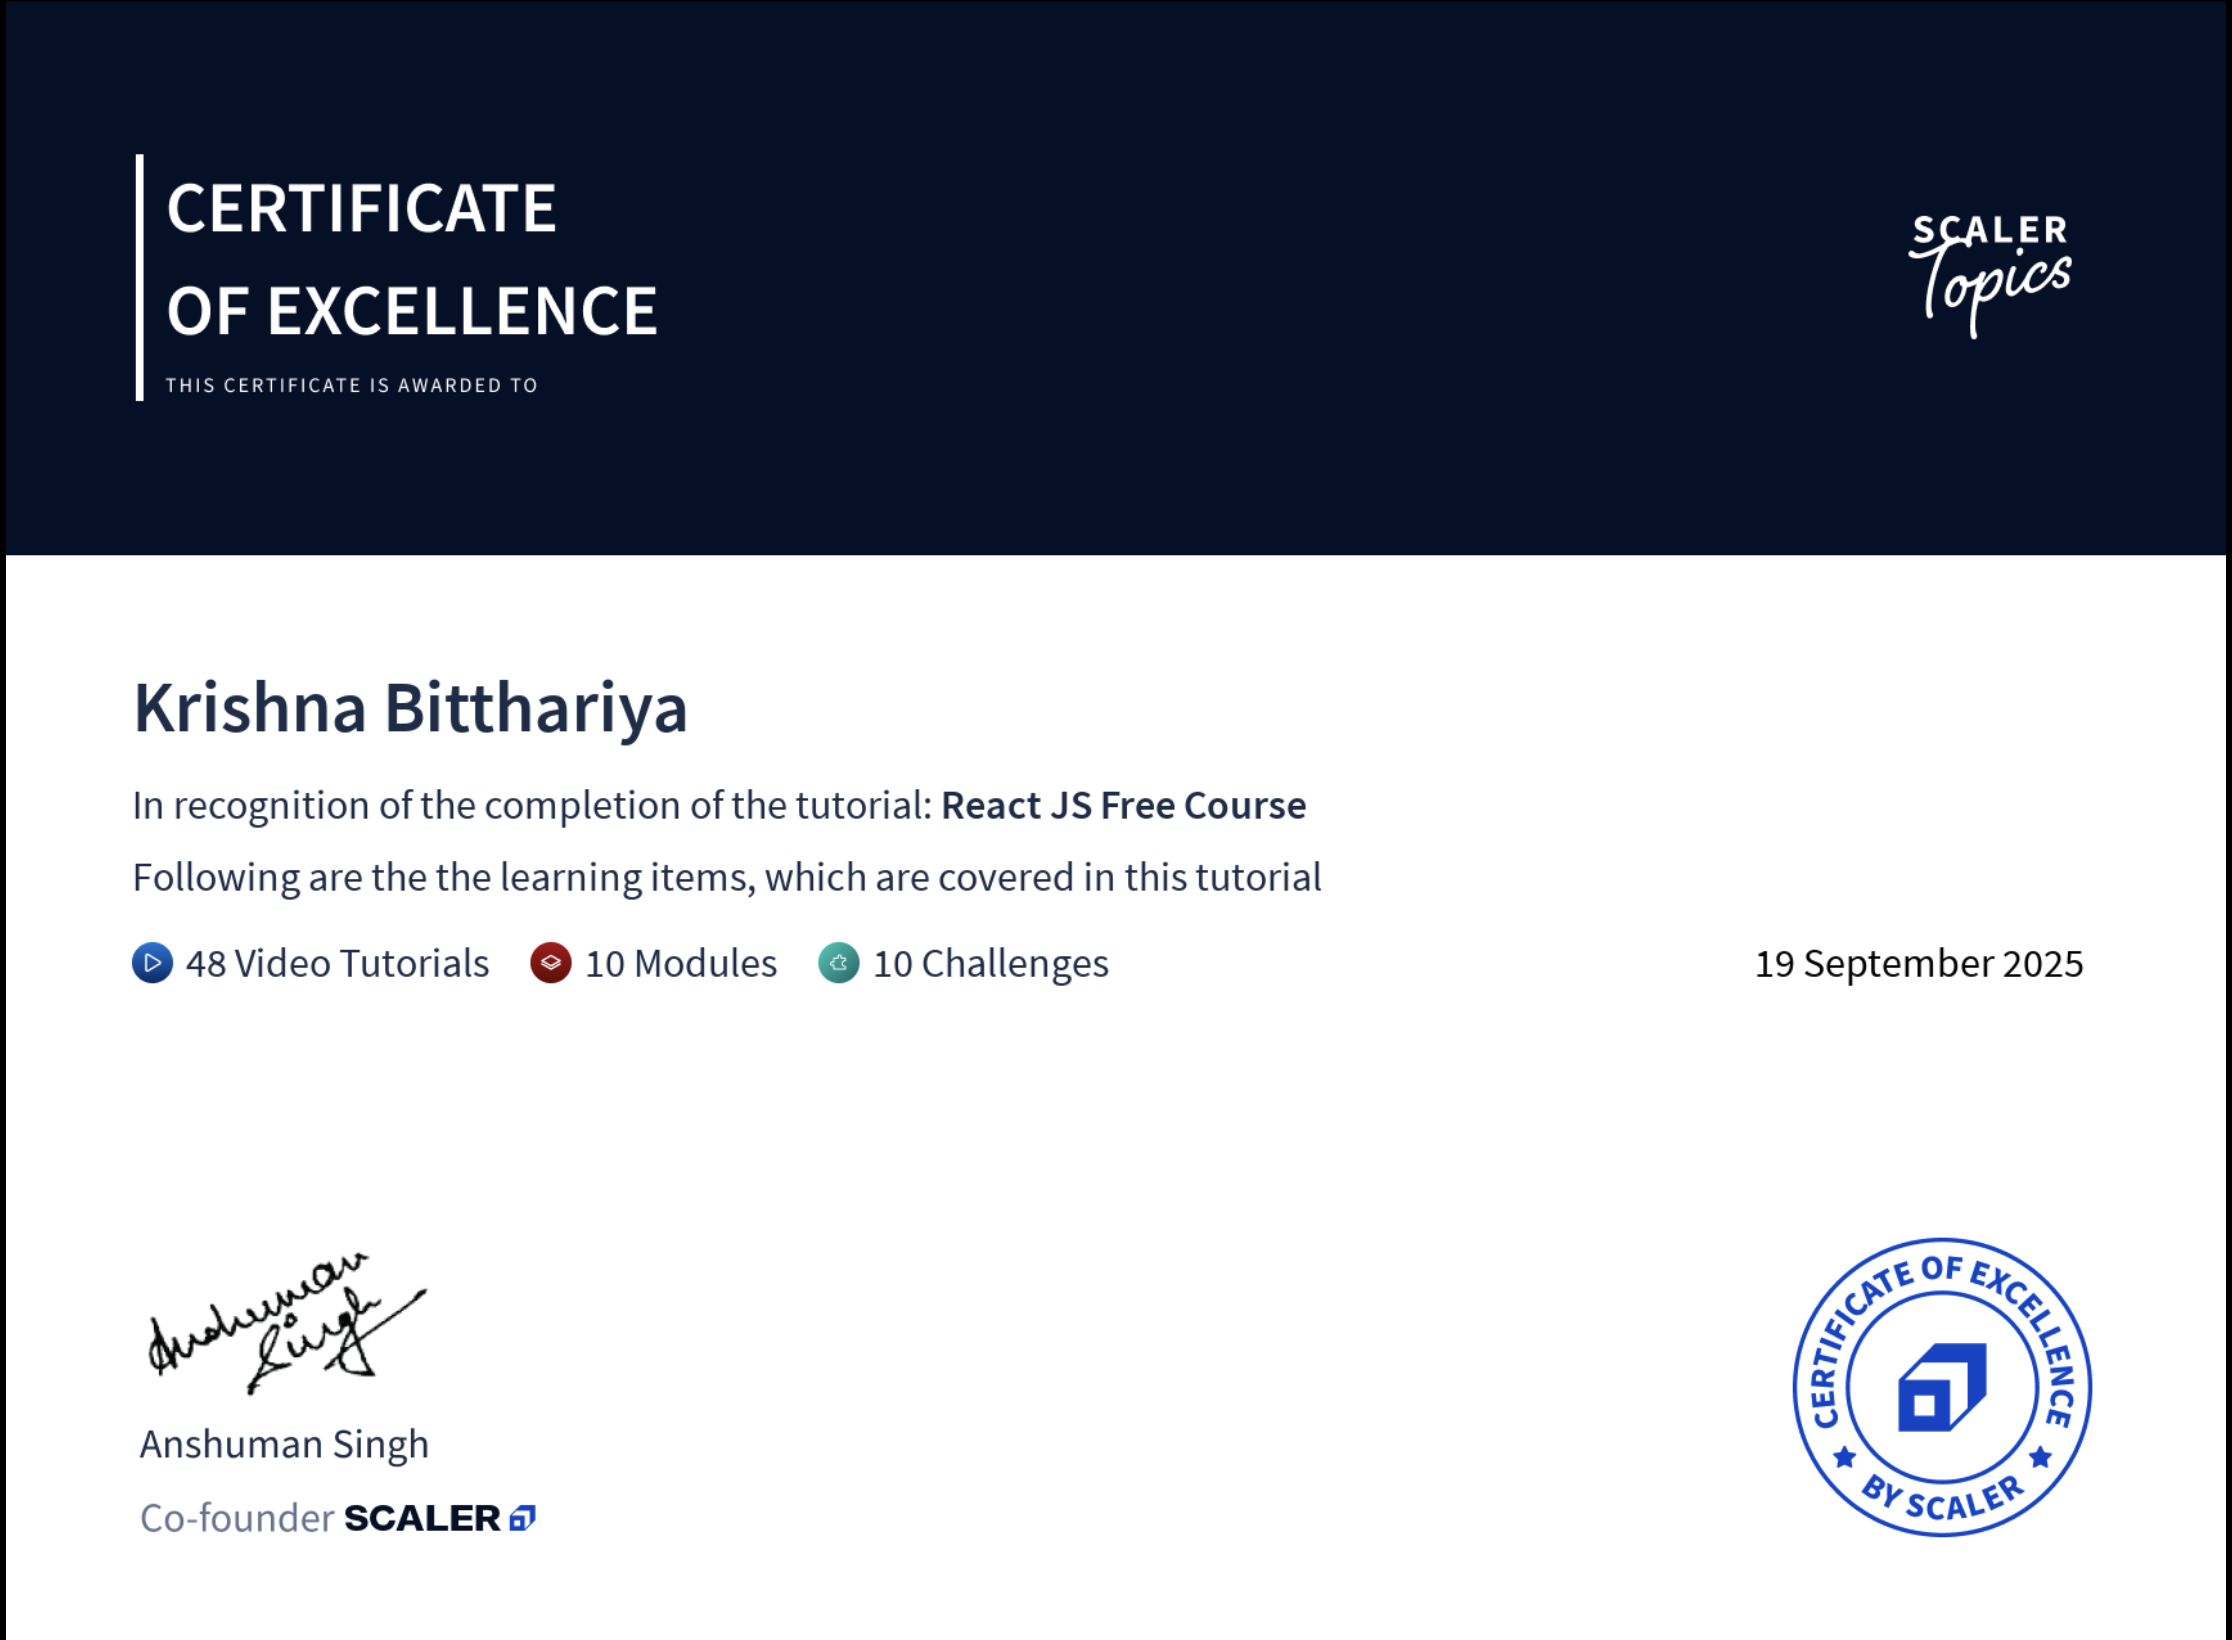 CERTIFICATE
OF EXCELLENCE
THIS CERTIFICATE IS AWARDED TO
SCALER
Topics
Krishna Bitthariya
In recognition of the completion of the tutorial: React JS Free Course
Following are the the learning items, which are covered in this tutorial
48 Video Tutorials 10 Modules 10 Challenges
19 September 2025
Anshuman
Singh
Anshuman Singh
Co-founder SCALER
CERTIFICATE OF EXCELLENCE
BY SCALER